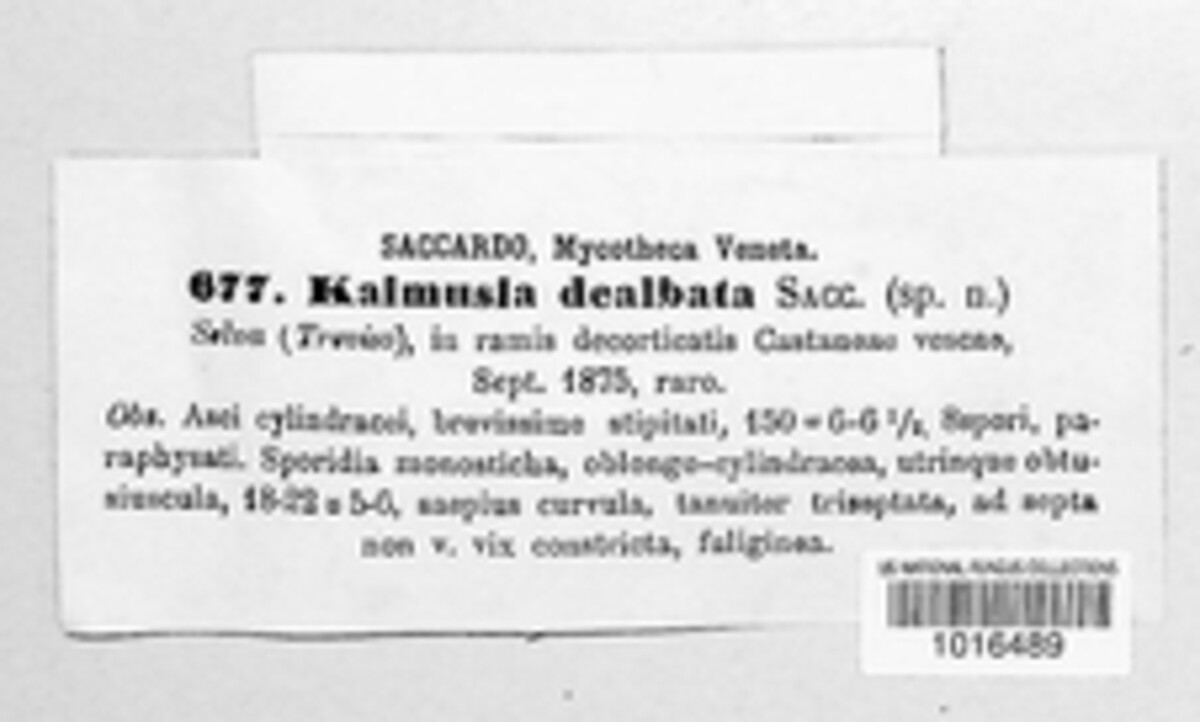 SACCARDO, Mycotheca Veneta.
677. Kalmusia dealbata SACC. (sp. n.)
Selva (Treviso), in ramis decorticatis Castaneae vescae,
Sept. 1875, raro.
Obs. Asci cylindracei, brevissime stipitati, 130 = 6-6 1/2, 8spori, pa-
raphysati. Sporidia monosticha, oblongo-cylindracea, utrinque obtu-
siuscula, 18-22 = 5-6, saepius curvula, tenuiter triseptata, ad septa
non v. vix constricta, fuliginea.
US NATIONAL FUNGUS COLLECTIONS
1016489